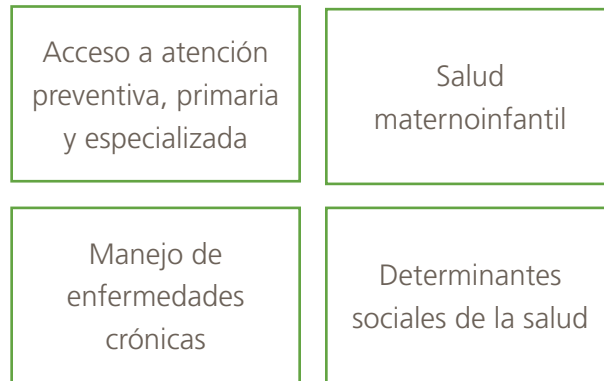 Acceso a atención
preventiva, primaria
y especializada
Salud
maternoinfantil
Manejo de
enfermedades
crónicas
Determinantes
sociales de la salud